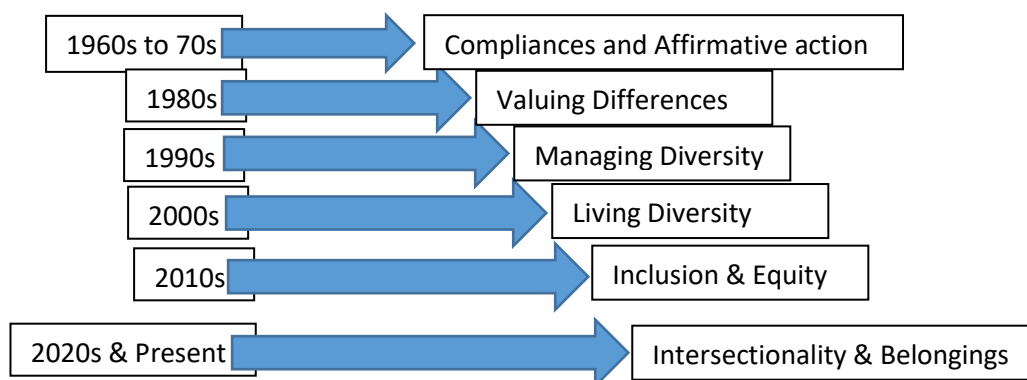 1960s to 70s Compliances and Affirmative action
1980s Valuing Differences
1990s Managing Diversity
2000s Living Diversity
2010s Inclusion & Equity
2020s & Present Intersectionality & Belongings